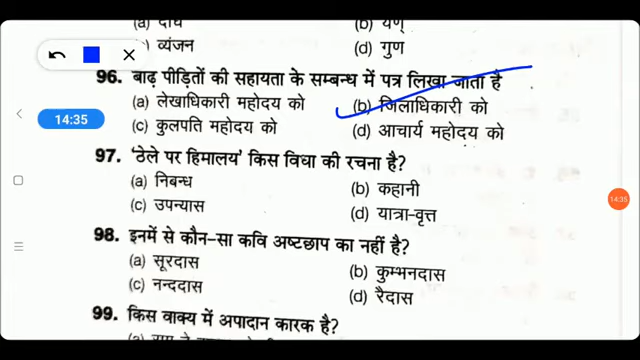 (a) दीर्घ (b) यण्
(c) व्यंजन (d) गुण
96. बाढ़ पीड़ितों की सहायता के सम्बन्ध में पत्र लिखा जाता है
(a) लेखाधिकारी महोदय को (b) जिलाधिकारी को
14:35
(c) कुलपति महोदय को (d) आचार्य महोदय को
97. 'ठेले पर हिमालय' किस विधा की रचना है?
(a) निबन्ध (b) कहानी
14:35
(c) उपन्यास (d) यात्रा-वृत्त
98. इनमें से कौन-सा कवि अष्टछाप का नहीं है?
(a) सूरदास (b) कुम्भनदास
(c) नन्ददास (d) रैदास
99. किस वाक्य में अपादान कारक है?